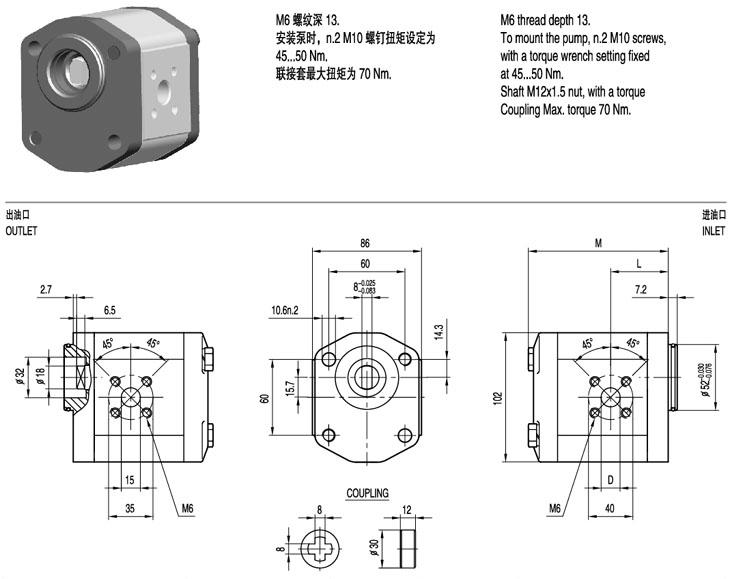 M6 螺纹深 13.
安装泵时，n.2 M10 螺钉扭矩设定为
45...50 Nm.
联接套最大扭矩为 70 Nm.
M6 thread depth 13.
To mount the pump, n.2 M10 screws,
with a torque wrench setting fixed
at 45...50 Nm.
Shaft M12x1.5 nut, with a torque
Coupling Max. torque 70 Nm.
出油口
OUTLET
进油口
INLET
2.7
6.5
45°
45°
ø32
ø18
15
35
M6
86
60
8-0.025
-0.083
10.6n.2
14.3
60
15.7
M
L
7.2
45°
45°
102
ø52-0.030
-0.076
D
40
M6
COUPLING
8
8
12
ø30